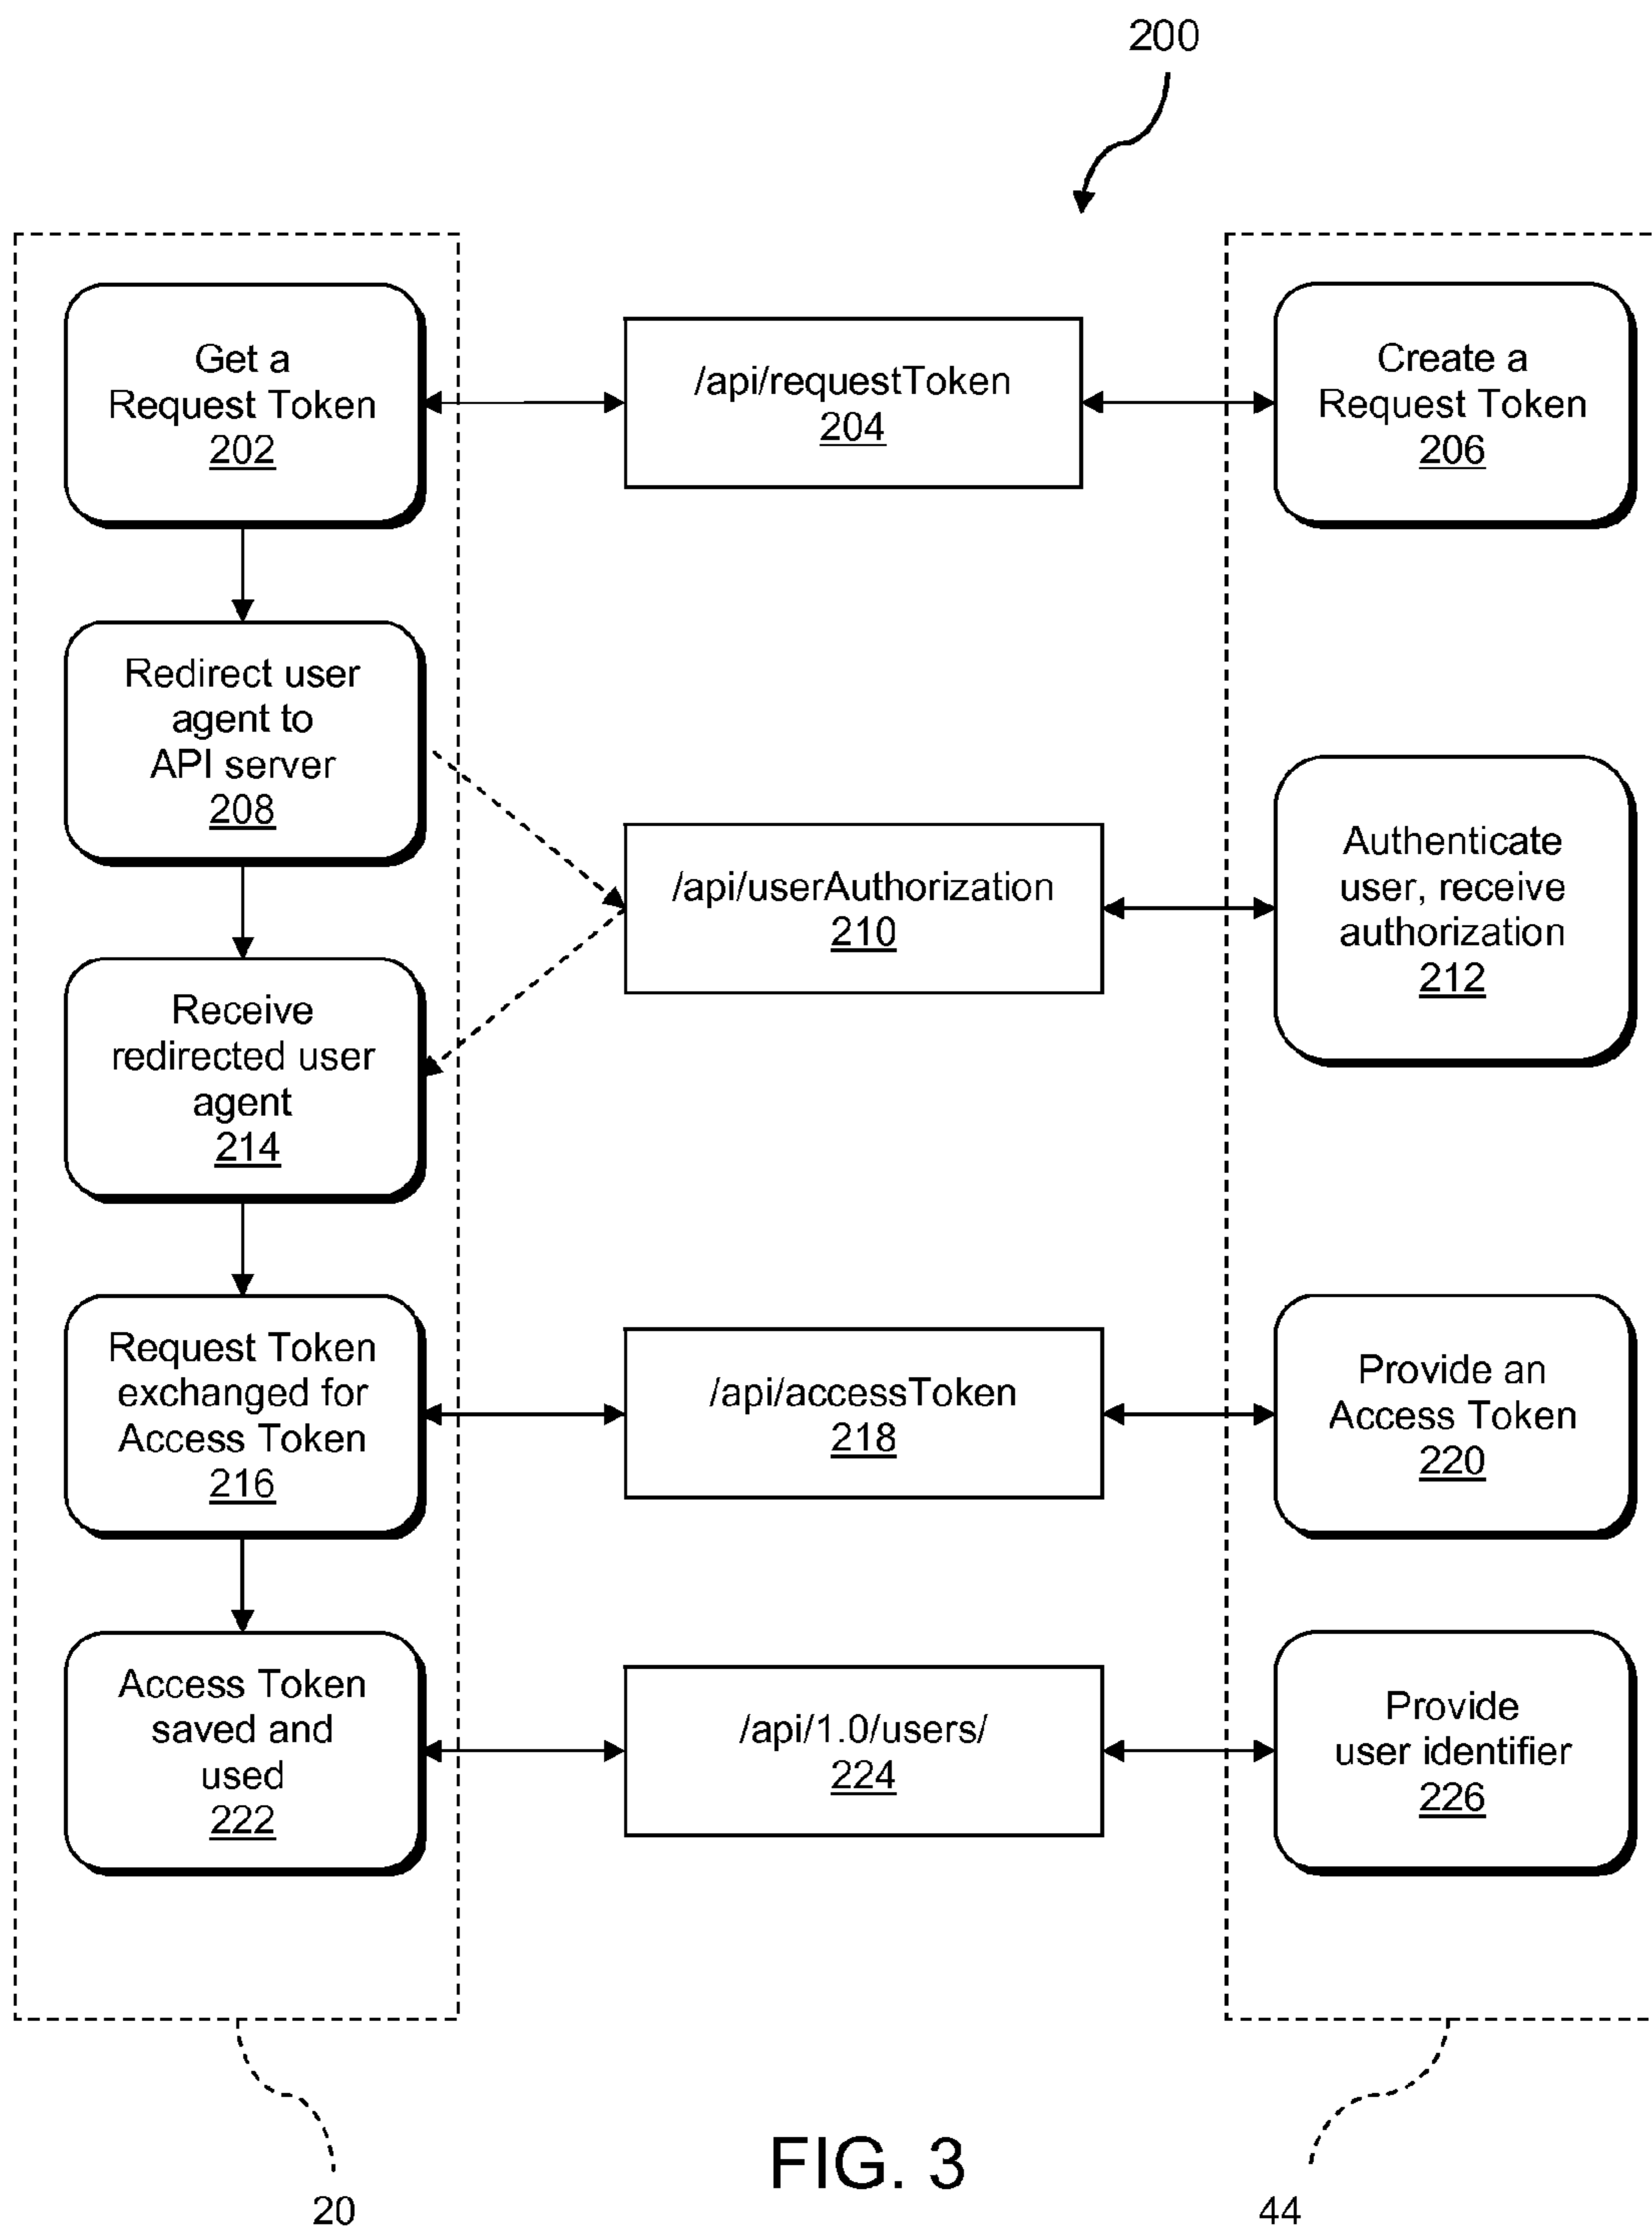 200
Get a
Request Token
202
/api/requestToken
204
Create a
Request Token
206
Redirect user
agent to
API server
208
/api/userAuthorization
210
Authenticate
user, receive
authorization
212
Receive
redirected user
agent
214
Request Token
exchanged for
Access Token
216
/api/accessToken
218
Provide an
Access Token
220
Access Token
saved and
used
222
/api/1.0/users/
224
Provide
user identifier
226
20
FIG. 3
44